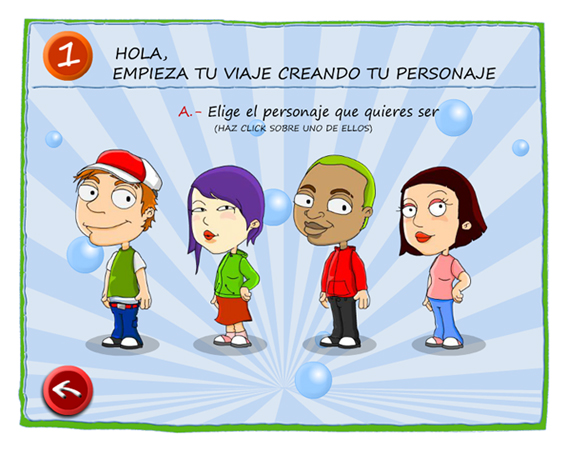 1
HOLA,
EMPIEZA TU VIAJE CREANDO TU PERSONAJE
A.- Elige el personaje que quieres ser
(HAZ CLICK SOBRE UNO DE ELLOS)